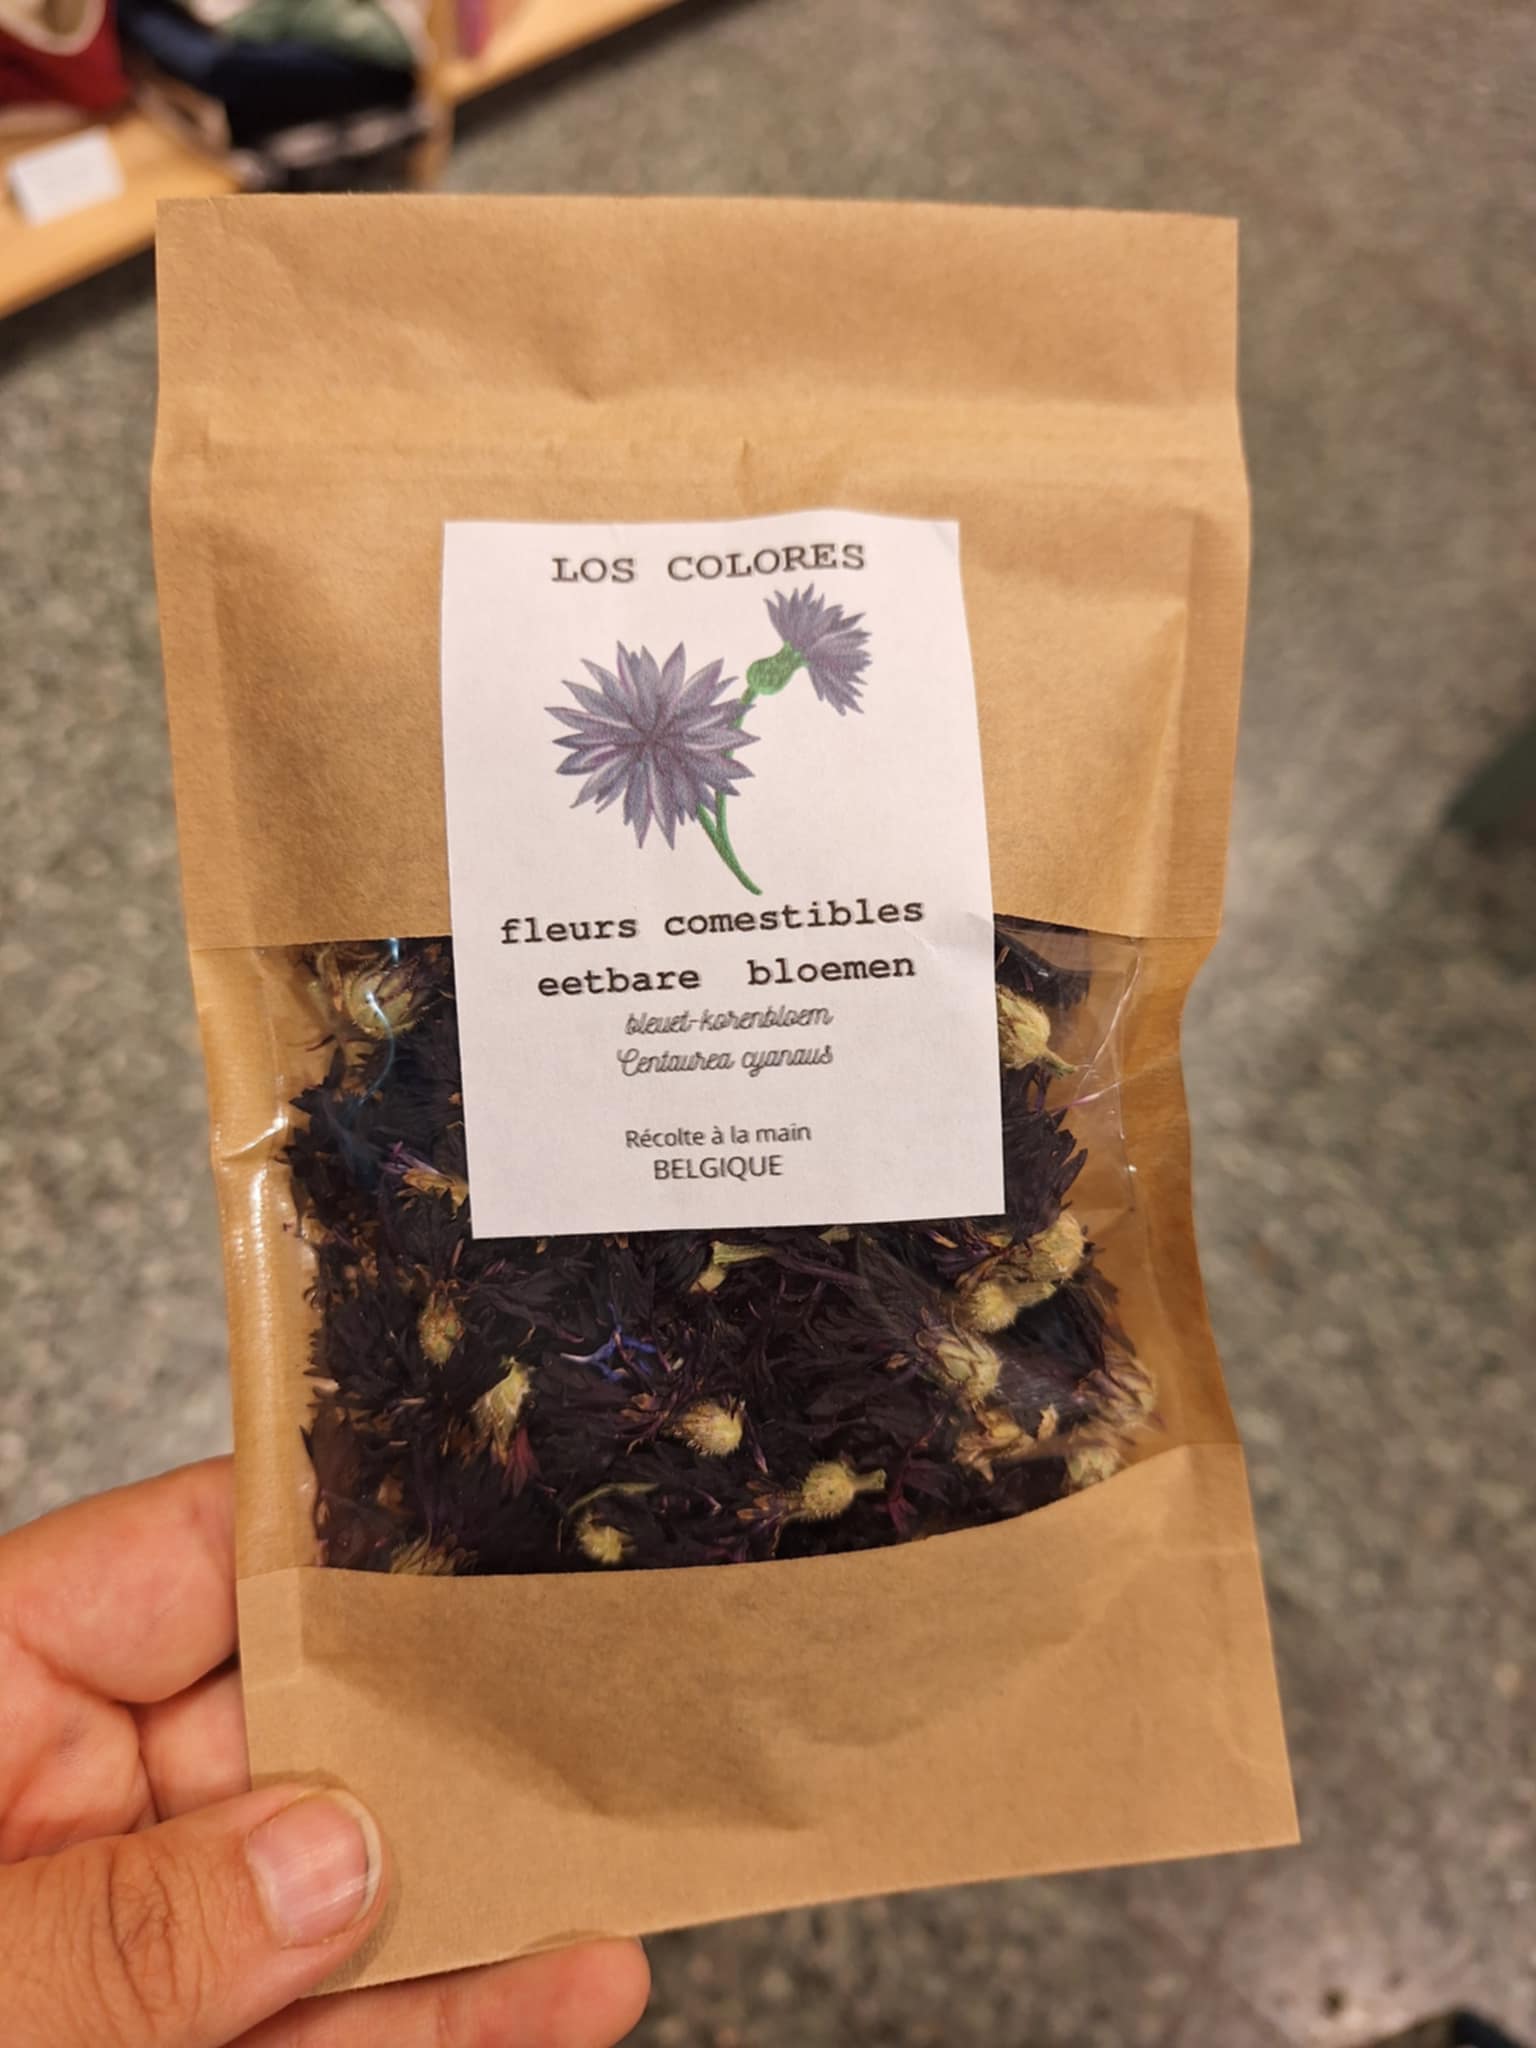 LOS COLORES
fleurs comestibles
eetbare bloemen
bleuet-korenbloem
Centaurea cyanaus
Récolte à la main
BELGIQUE